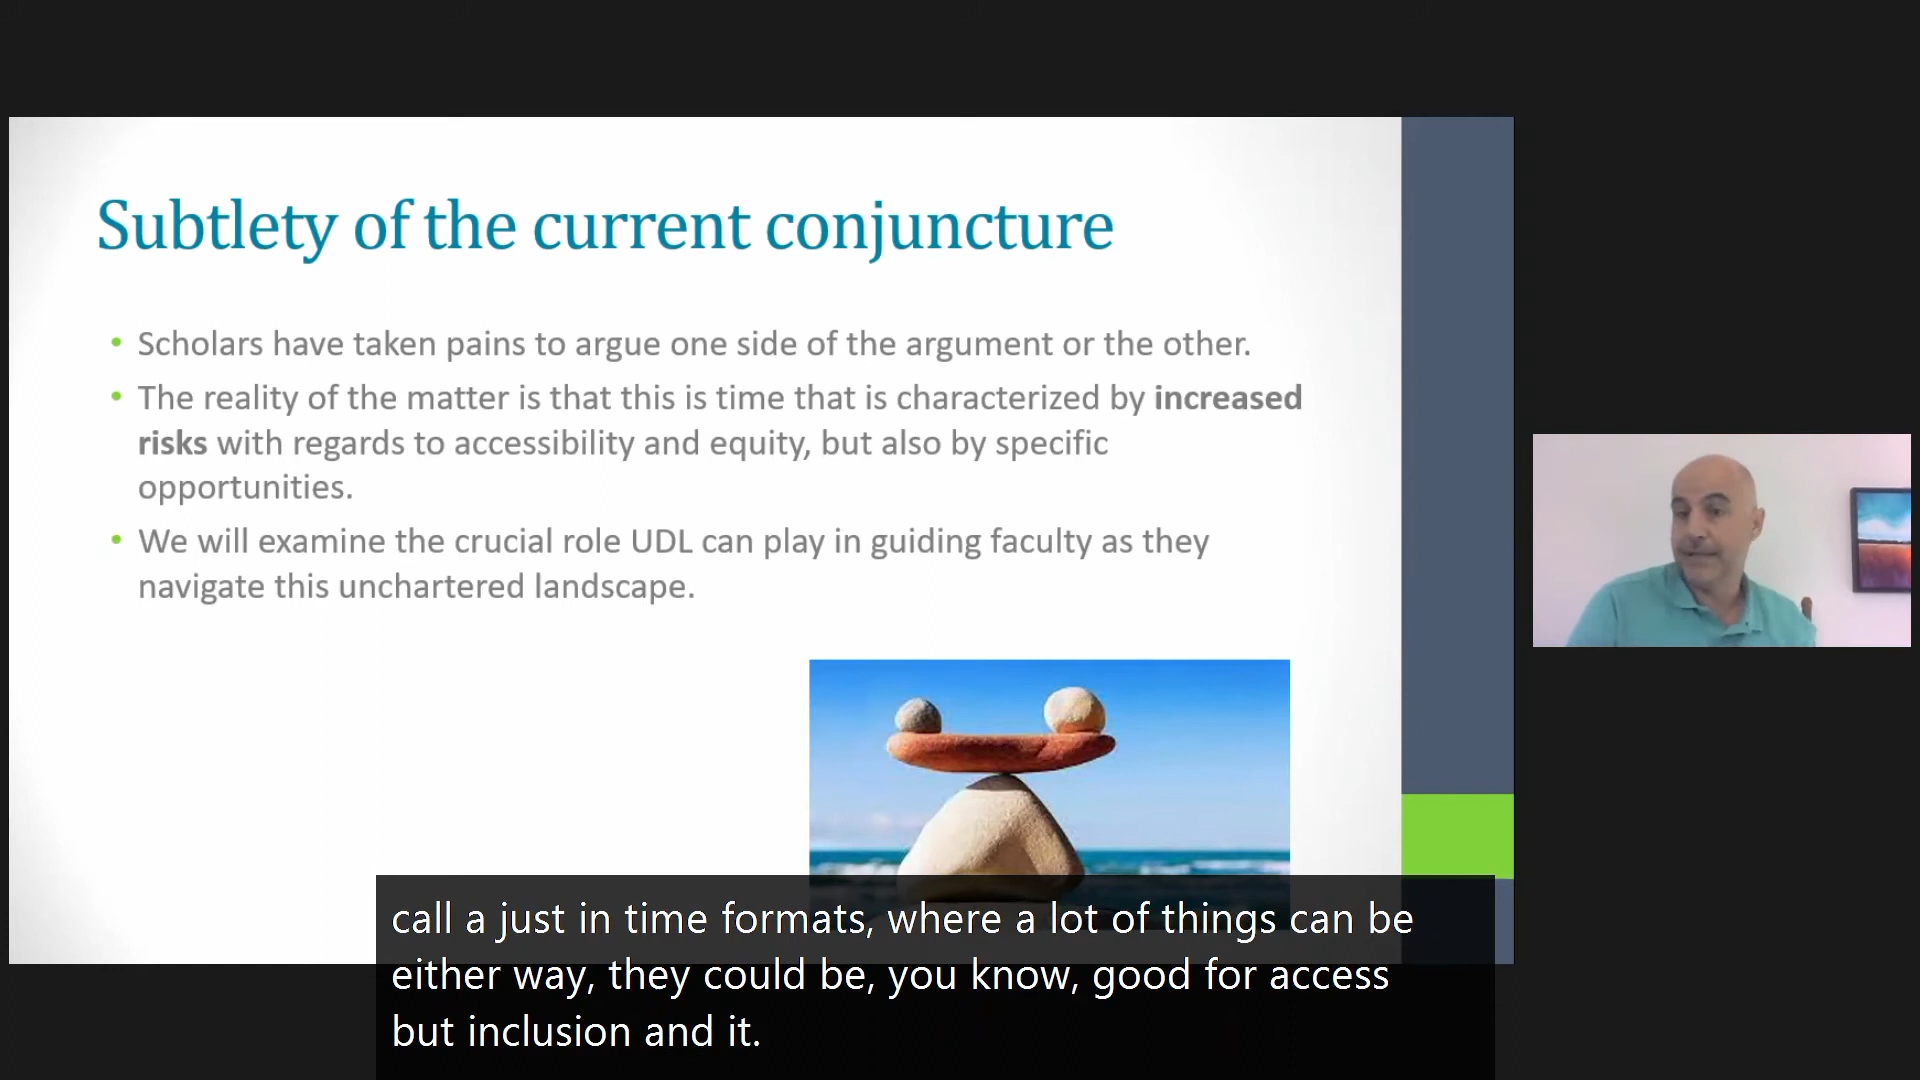 Subtlety of the current conjuncture
• Scholars have taken pains to argue one side of the argument or the other.
• The reality of the matter is that this is time that is characterized by increased
risks with regards to accessibility and equity, but also by specific
opportunities.
• We will examine the crucial role UDL can play in guiding faculty as they
navigate this unchartered landscape.
call a just in time formats, where a lot of things can be
either way, they could be, you know, good for access
but inclusion and it.